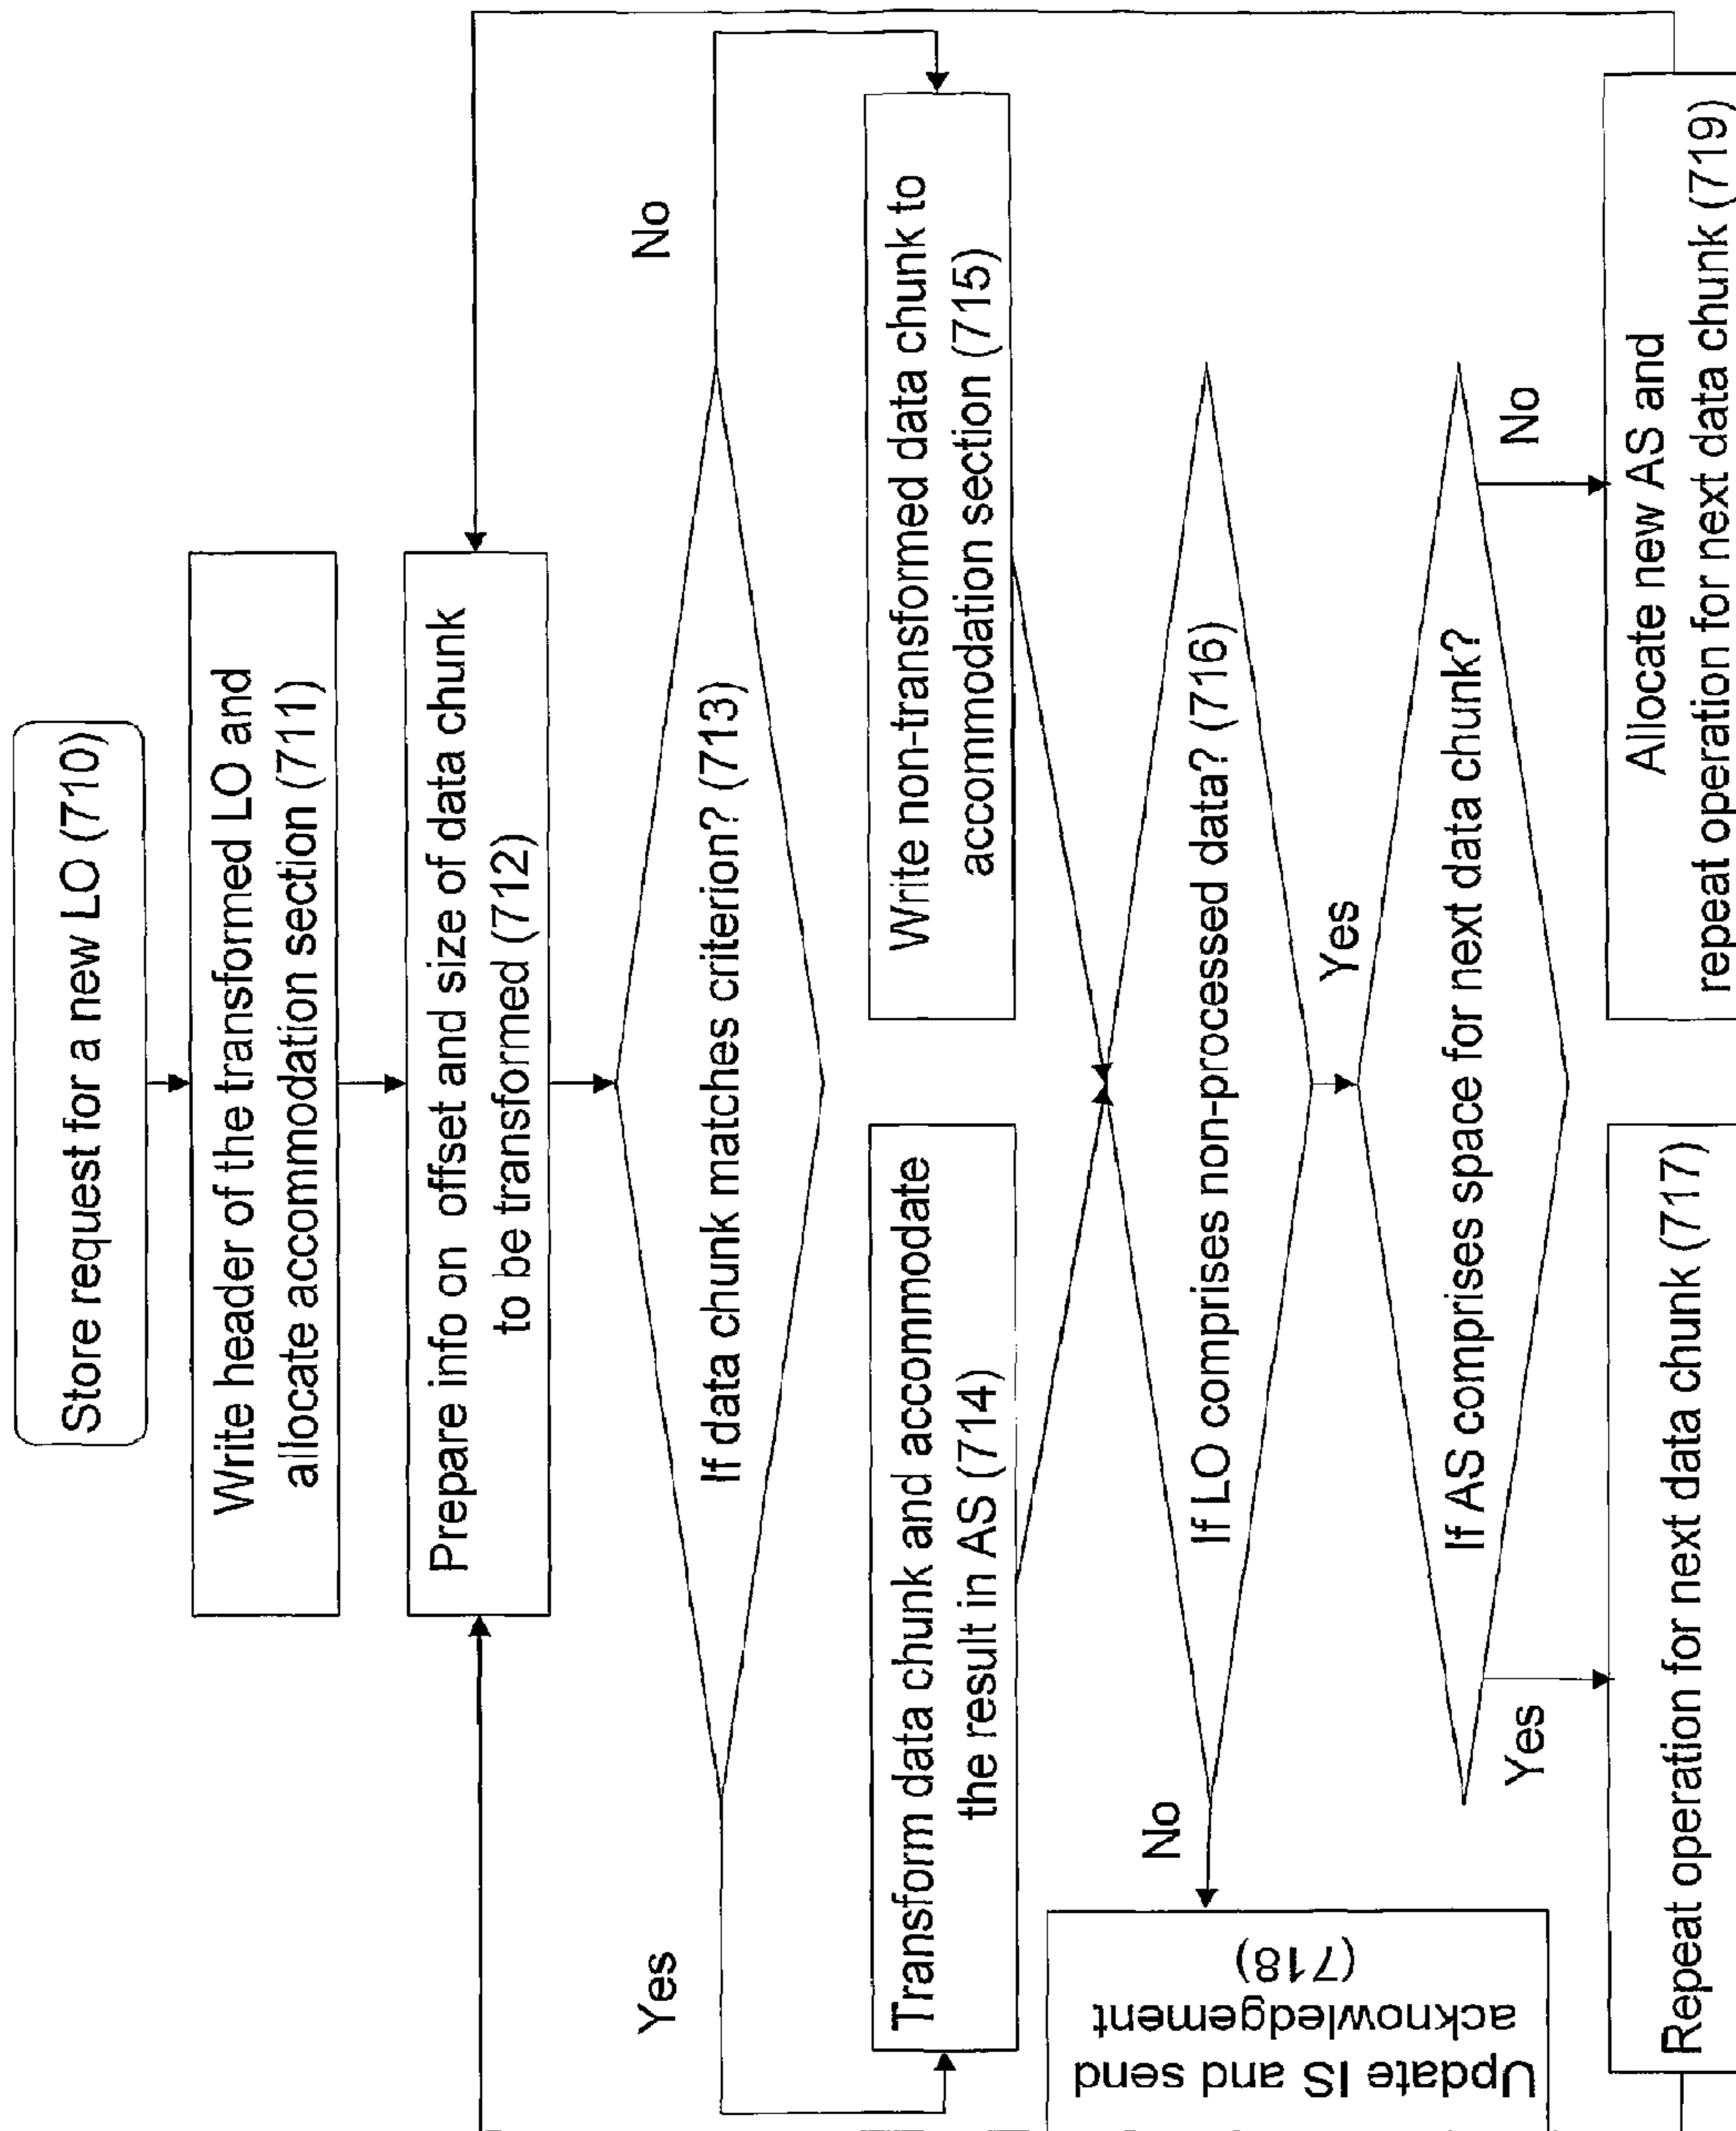 Store request for a new LO (710)
Write header of the transformed LO and
allocate accommodation section (711)
Prepare info on offset and size of data chunk
to be transformed (712)
If data chunk matches criterion? (713)
Yes
No
Transform data chunk and accommodate
the result in AS (714)
Write non-transformed data chunk to
accommodation section (715)
If LO comprises non-processed data? (716)
No
Update IS and send
acknowledgement
(718)
Yes
If AS comprises space for next data chunk?
Yes
No
Repeat operation for next data chunk (717)
Allocate new AS and
repeat operation for next data chunk (719)